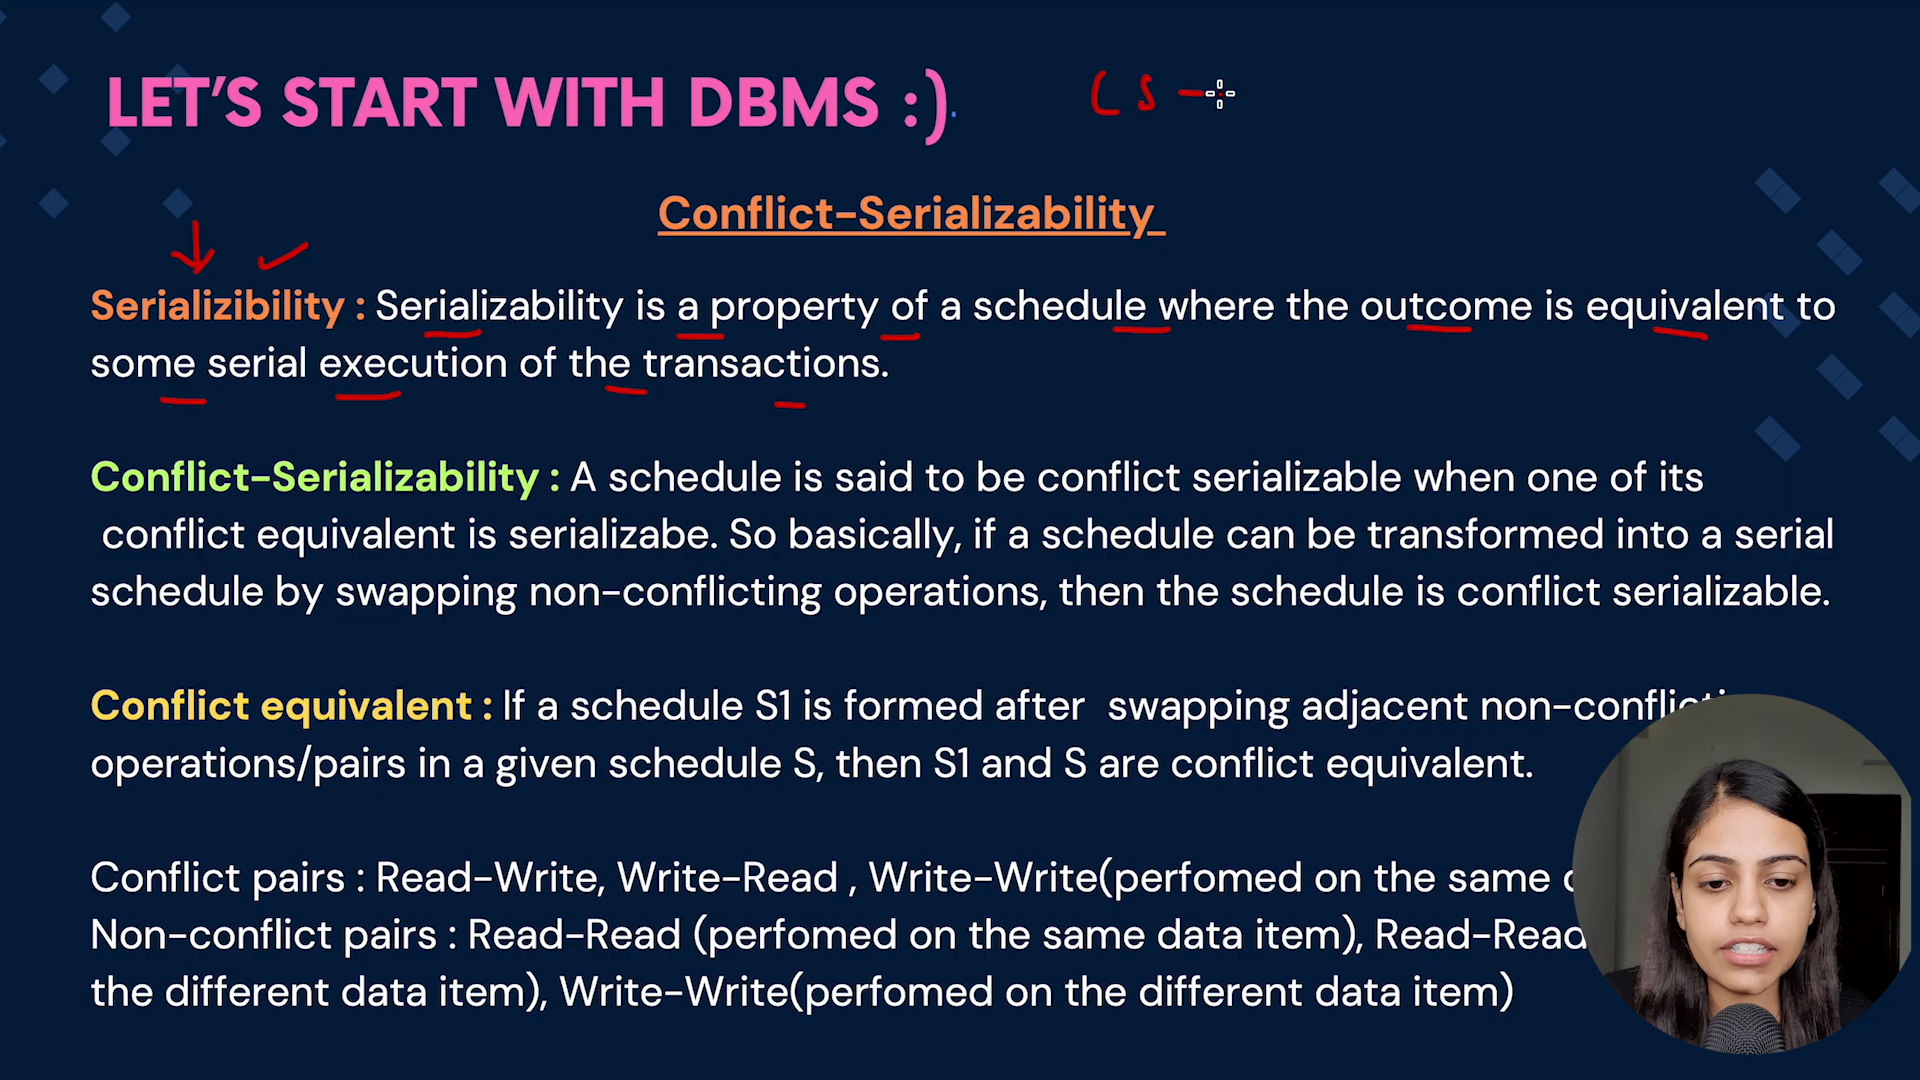 LET'S START WITH DBMS :)
CS -
Conflict-Serializability
Serializibility : Serializability is a property of a schedule where the outcome is equivalent to
some serial execution of the transactions.
Conflict-Serializability : A schedule is said to be conflict serializable when one of its
conflict equivalent is serializabe. So basically, if a schedule can be transformed into a serial
schedule by swapping non-conflicting operations, then the schedule is conflict serializable.
Conflict equivalent : If a schedule S1 is formed after swapping adjacent
operations/pairs in a given schedule S, then S1 and S are conflict equivalent.
Conflict pairs : Read-Write, Write-Read , Write-Write(perfomed on the same
Non-conflict pairs : Read-Read (perfomed on the same data item), Read-Read
the different data item), Write-Write(perfomed on the different data item)